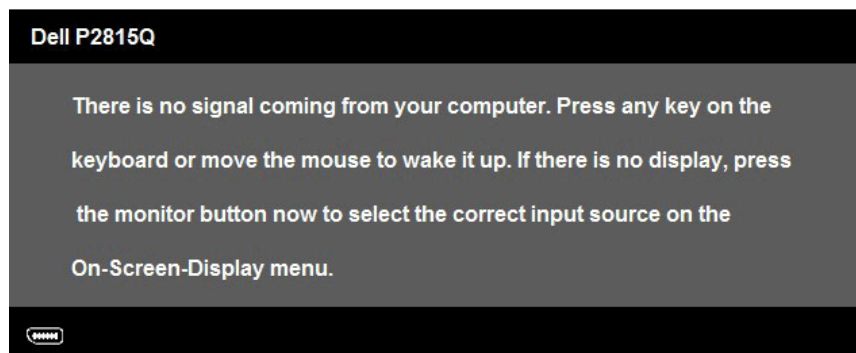 Dell P2815Q
There is no signal coming from your computer. Press any key on the
keyboard or move the mouse to wake it up. If there is no display, press
the monitor button now to select the correct input source on the
On-Screen-Display menu.